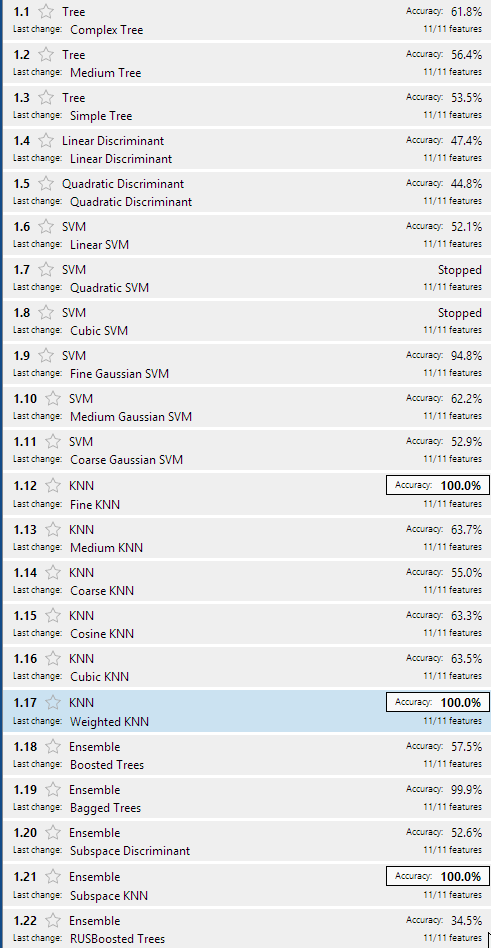 1.1 Tree Accuracy: 61.8%
Last change: Complex Tree 11/11 features
1.2 Tree Accuracy: 56.4%
Last change: Medium Tree 11/11 features
1.3 Tree Accuracy: 53.5%
Last change: Simple Tree 11/11 features
1.4 Linear Discriminant Accuracy: 47.4%
Last change: Linear Discriminant 11/11 features
1.5 Quadratic Discriminant Accuracy: 44.8%
Last change: Quadratic Discriminant 11/11 features
1.6 SVM Accuracy: 52.1%
Last change: Linear SVM 11/11 features
1.7 SVM Stopped
Last change: Quadratic SVM 11/11 features
1.8 SVM Stopped
Last change: Cubic SVM 11/11 features
1.9 SVM Accuracy: 94.8%
Last change: Fine Gaussian SVM 11/11 features
1.10 SVM Accuracy: 62.2%
Last change: Medium Gaussian SVM 11/11 features
1.11 SVM Accuracy: 52.9%
Last change: Coarse Gaussian SVM 11/11 features
1.12 KNN Accuracy: 100.0%
Last change: Fine KNN 11/11 features
1.13 KNN Accuracy: 63.7%
Last change: Medium KNN 11/11 features
1.14 KNN Accuracy: 55.0%
Last change: Coarse KNN 11/11 features
1.15 KNN Accuracy: 63.3%
Last change: Cosine KNN 11/11 features
1.16 KNN Accuracy: 63.5%
Last change: Cubic KNN 11/11 features
1.17 KNN Accuracy: 100.0%
Last change: Weighted KNN 11/11 features
1.18 Ensemble Accuracy: 57.5%
Last change: Boosted Trees 11/11 features
1.19 Ensemble Accuracy: 99.9%
Last change: Bagged Trees 11/11 features
1.20 Ensemble Accuracy: 52.6%
Last change: Subspace Discriminant 11/11 features
1.21 Ensemble Accuracy: 100.0%
Last change: Subspace KNN 11/11 features
1.22 Ensemble Accuracy: 34.5%
Last change: RUSBoosted Trees 11/11 features